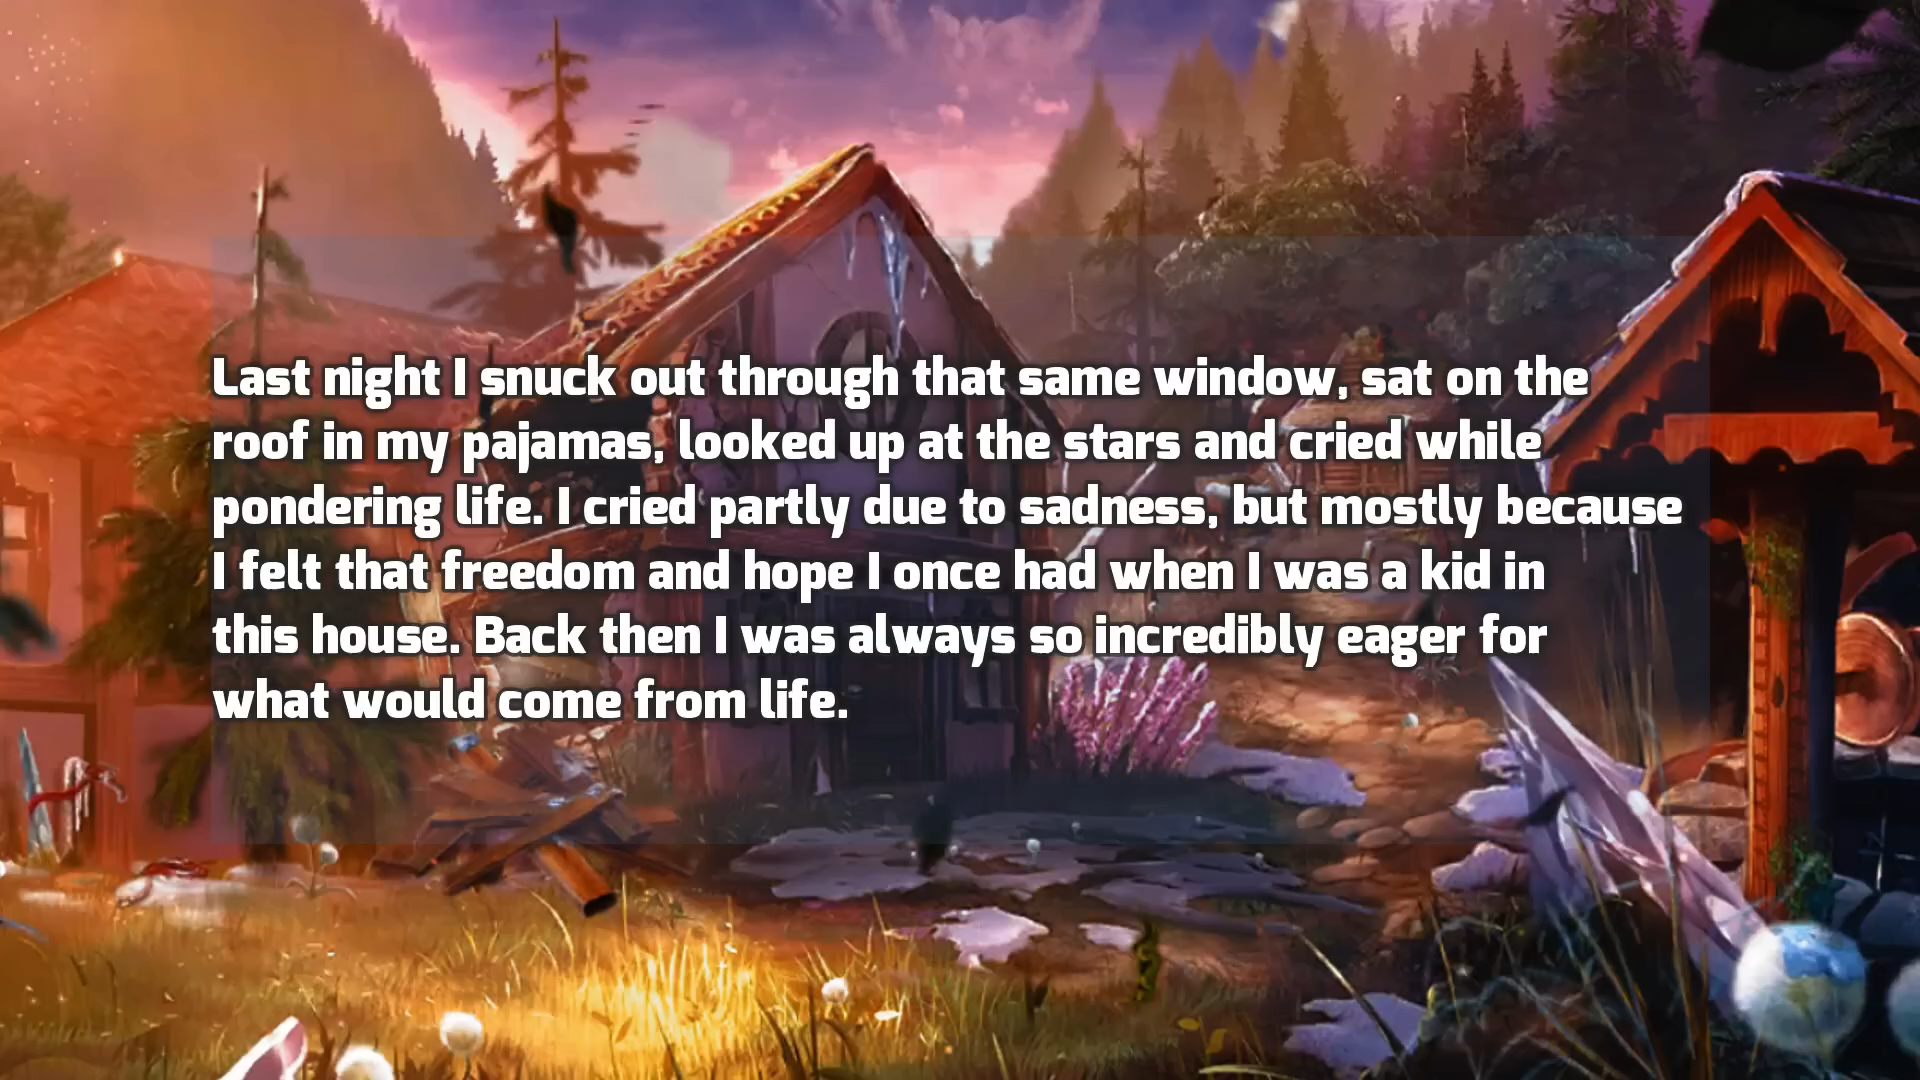 Last night I snuck out through that same window, sat on the
roof in my pajamas, looked up at the stars and cried while
pondering life. I cried partly due to sadness, but mostly because
I felt that freedom and hope I once had when I was a kid in
this house. Back then I was always so incredibly eager for
what would come from life.